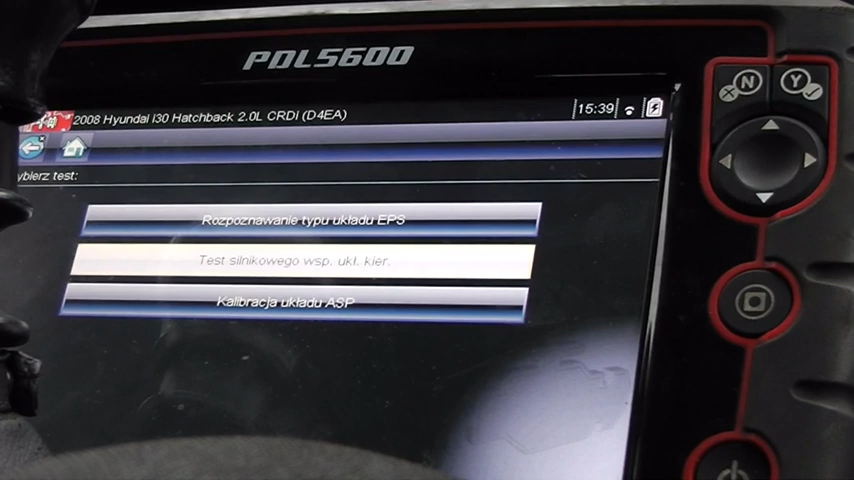 PDL5600
2008 Hyundai I30 Hatchback 2.0L CRDi (D4EA)
15:39
N
Y
ybierz test:
Rozpoznawanie typu układu EPS
Test silnikowego wsp. ukł. kier.
Kalibracja układu ASP